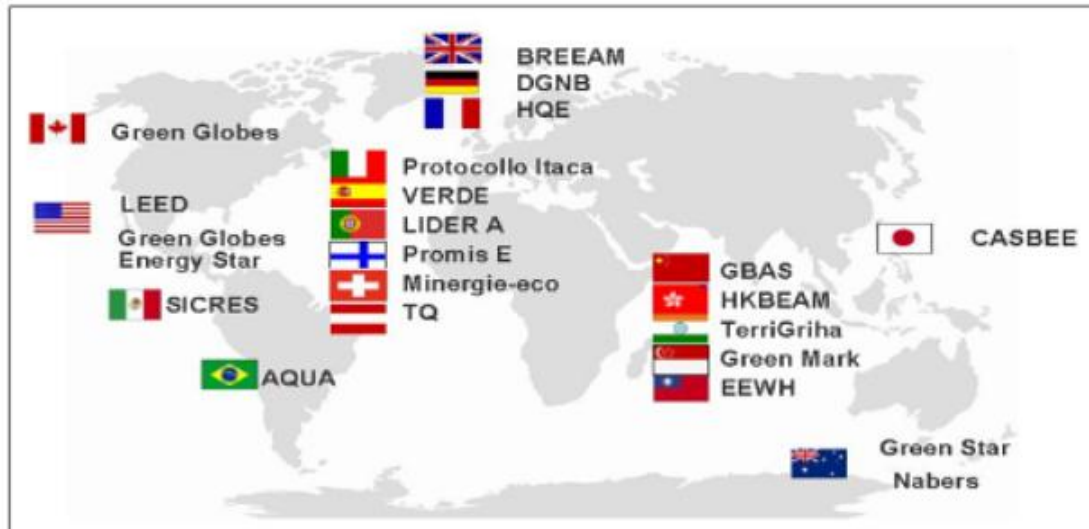 BREEAM
DGNB
HQE
Green Globes
Protocollo Itaca
VERDE
LIDER A
Promis E
Minergie-eco
TQ
LEED
Green Globes
Energy Star
SICRES
AQUA
CASBEE
GBAS
HKBEAM
TerriGriha
Green Mark
EEWH
Green Star
Nabers